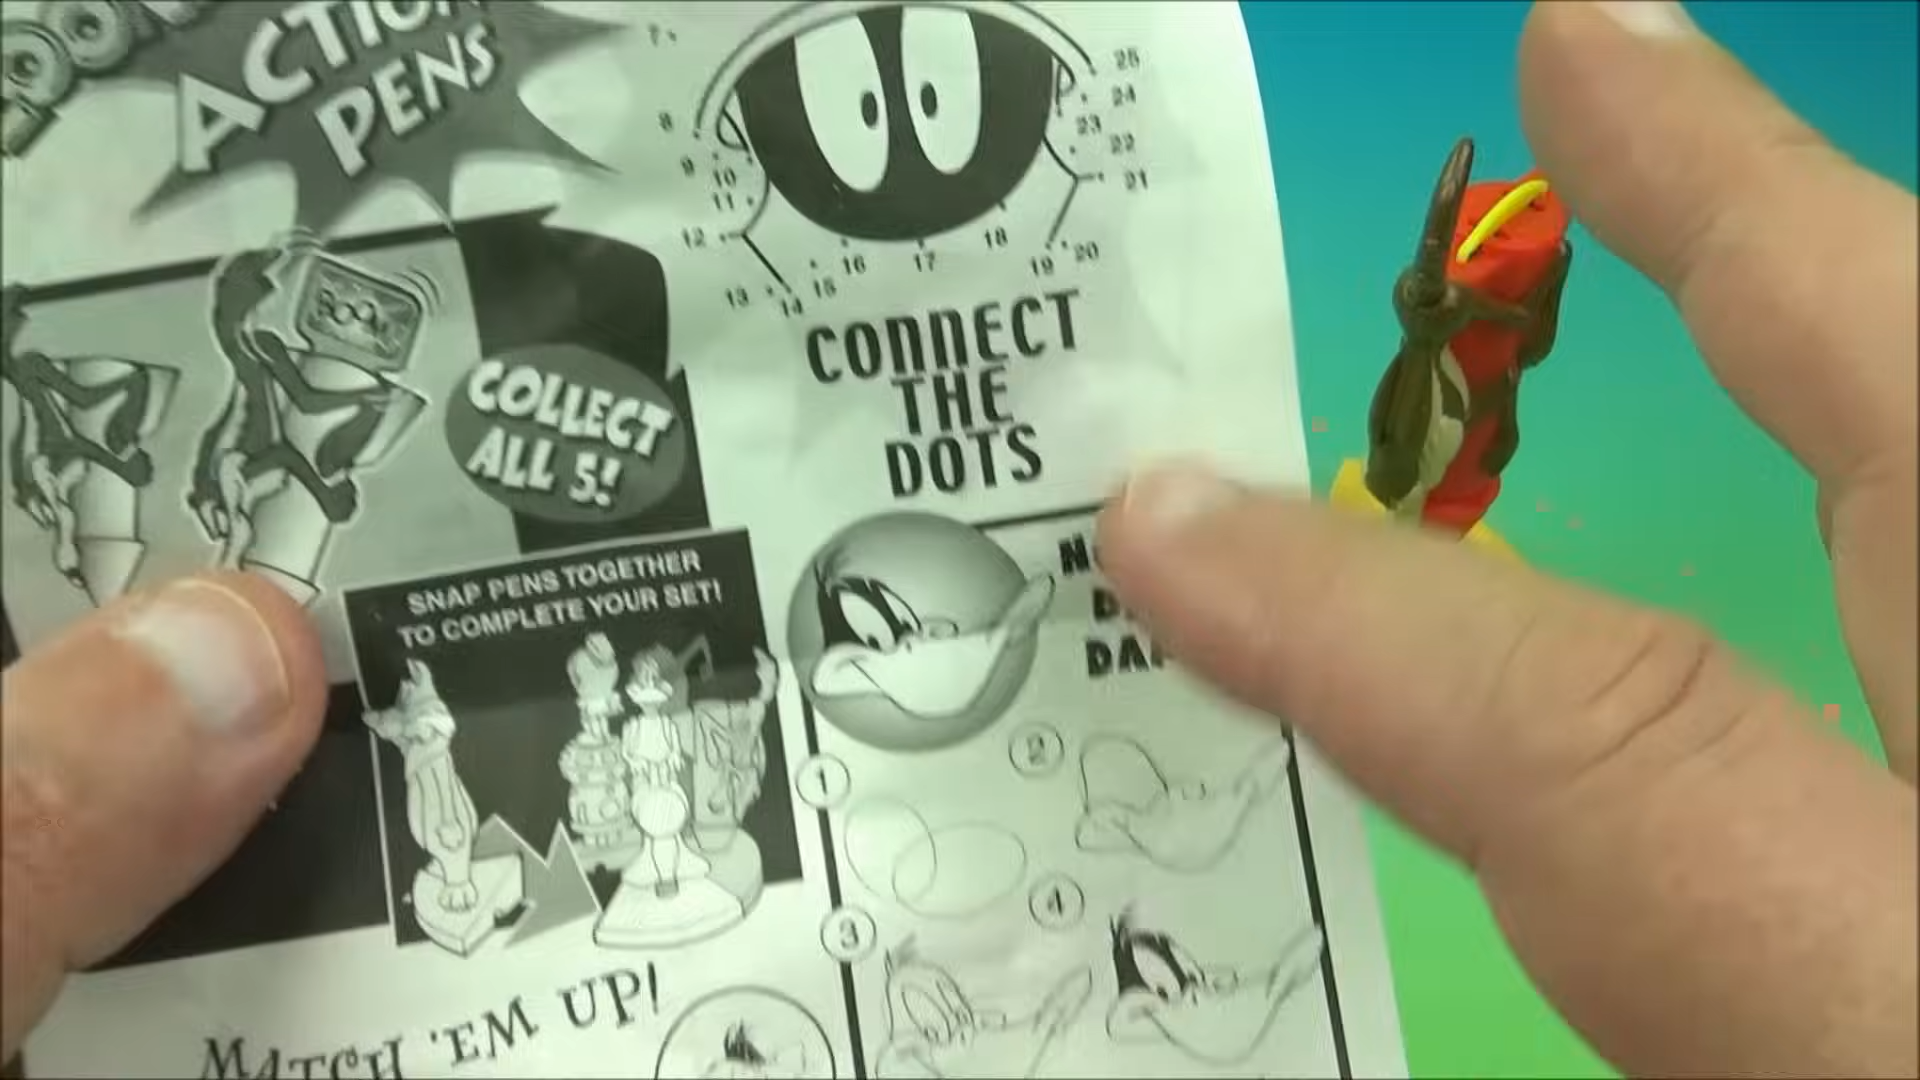 ACTION
PENS
BOOM
COLLECT
ALL 5!
SNAP PENS TOGETHER
TO COMPLETE YOUR SET!
MATCH 'EM UP!
7
8
9
10
11
12
13
14
15
16
17
18
19
20
21
22
23
24
25
CONNECT
THE
DOTS
1
2
3
4